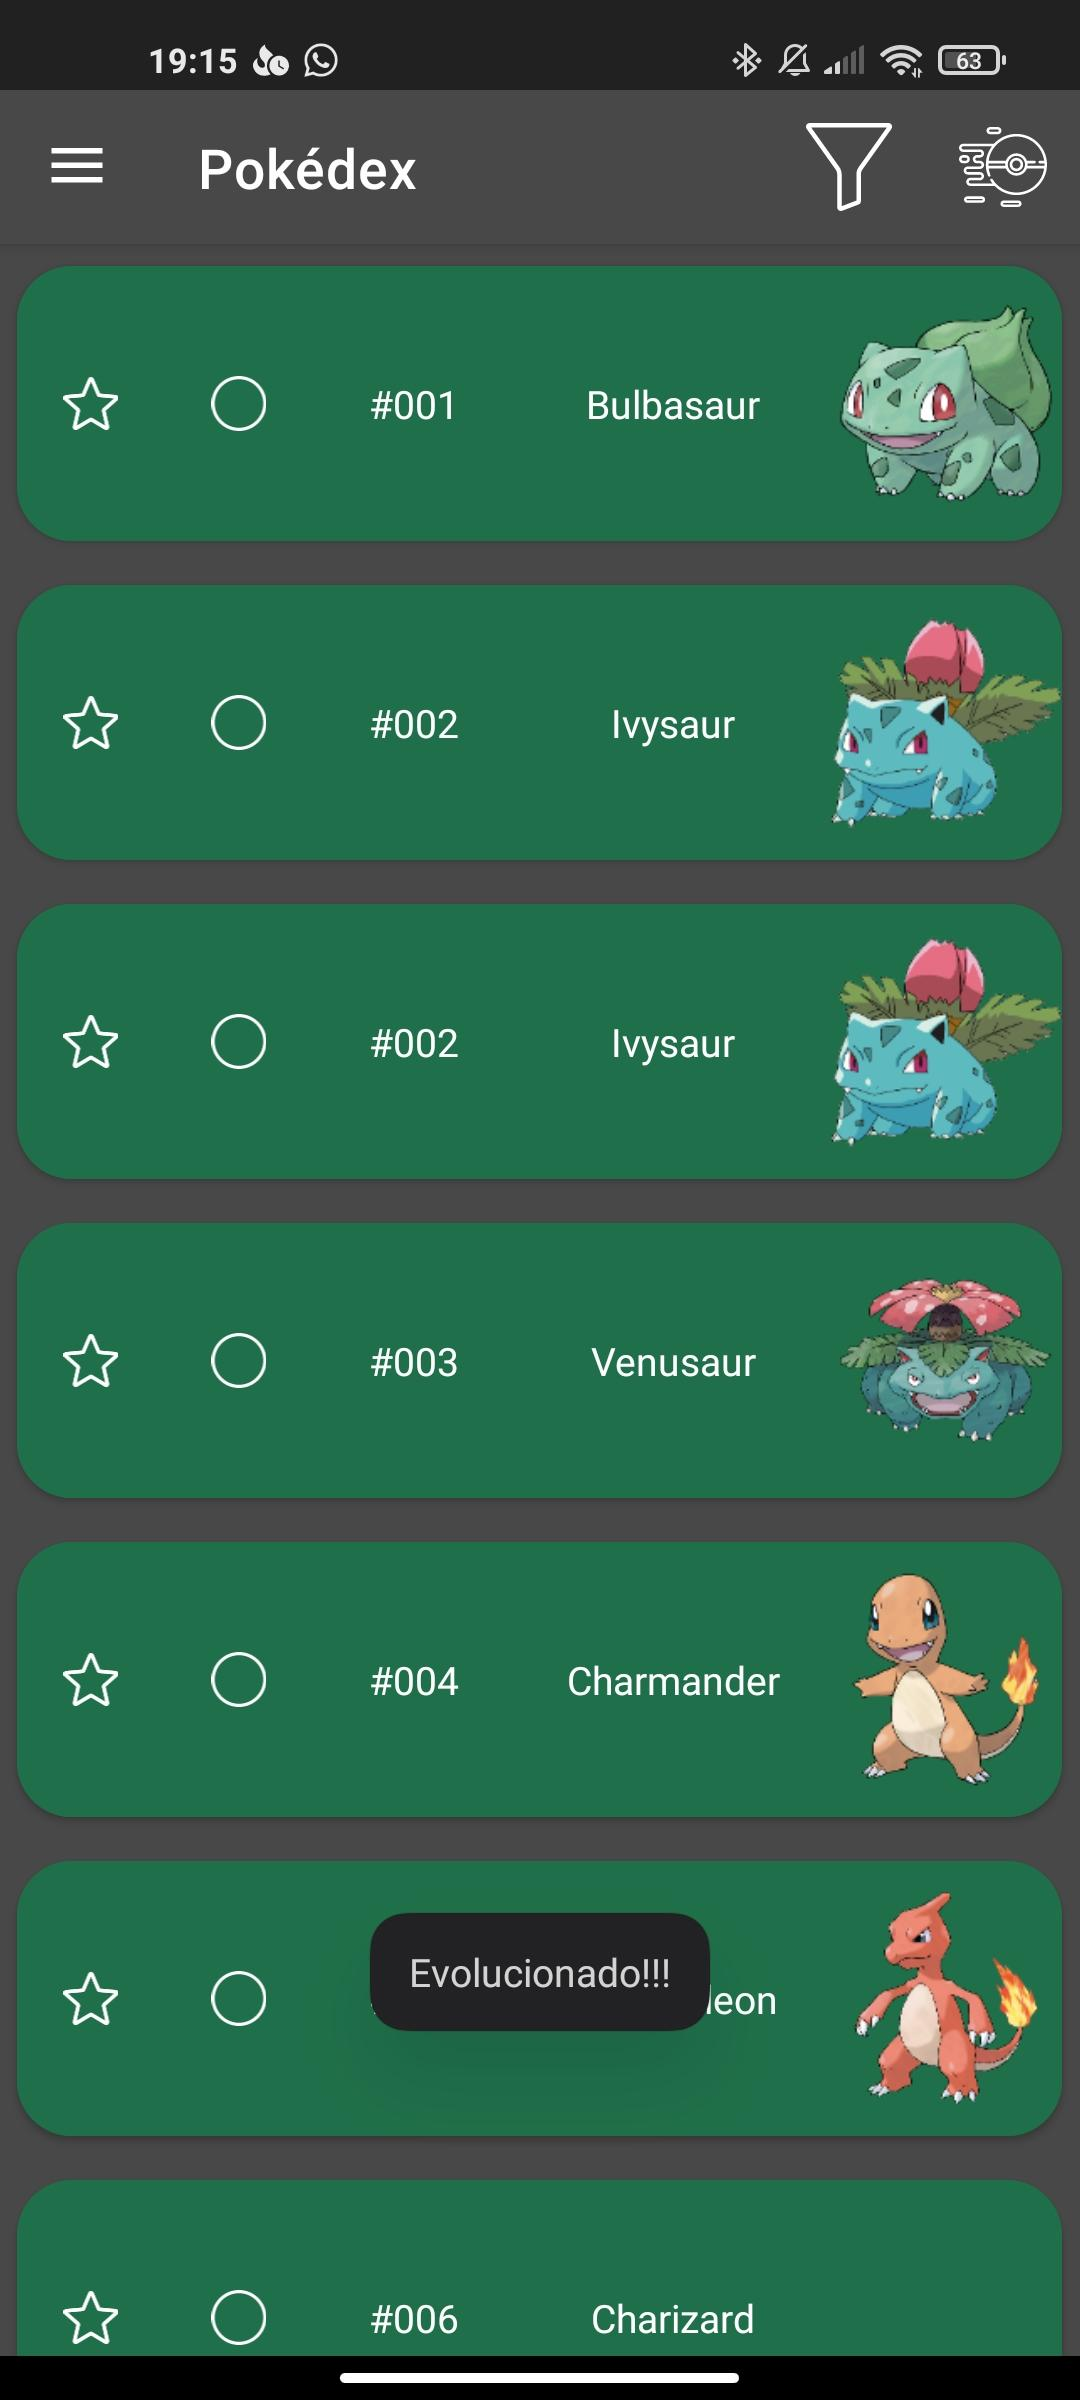 19:15
63
Pokédex
#001 Bulbasaur
#002 Ivysaur
#002 Ivysaur
#003 Venusaur
#004 Charmander
Evolucionado!!!
leon
#006 Charizard